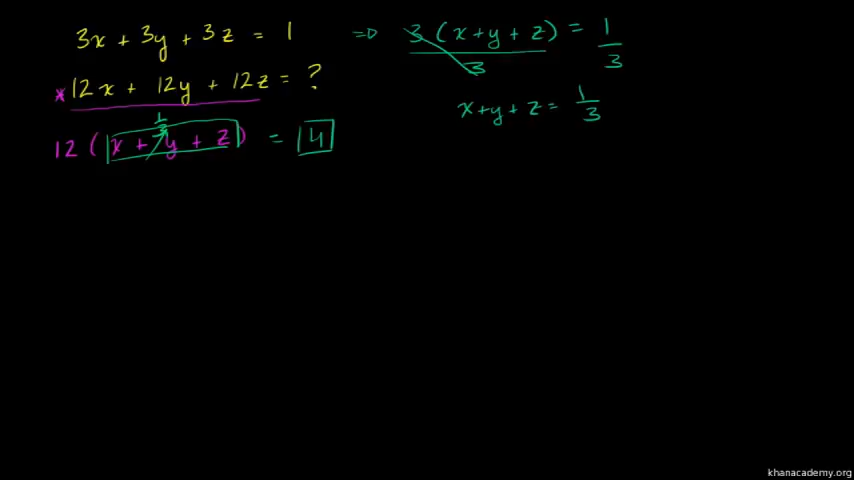 3x + 3y + 3z = 1 => 3 (x + y + z) / 3 = 1 / 3
* 12x + 12y + 12z = ?
x + y + z = 1/3
12 (x + y + z) = 4
1/3
khanacademy.org